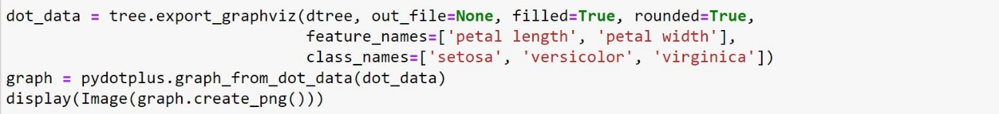 dot_data = tree.export_graphviz(dtree, out_file=None, filled=True, rounded=True,
                                feature_names=['petal length', 'petal width'],
                                class_names=['setosa', 'versicolor', 'virginica'])
graph = pydotplus.graph_from_dot_data(dot_data)
display(Image(graph.create_png()))